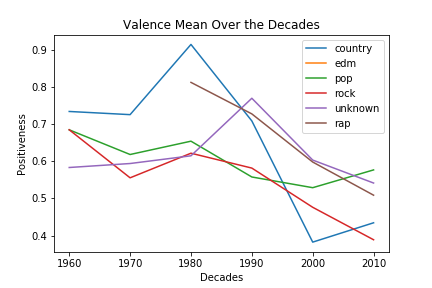 Valence Mean Over the Decades
0.9
0.8
0.7
0.6
0.5
0.4
Positiveness
country
edm
pop
rock
unknown
rap
1960 1970 1980 1990 2000 2010
Decades